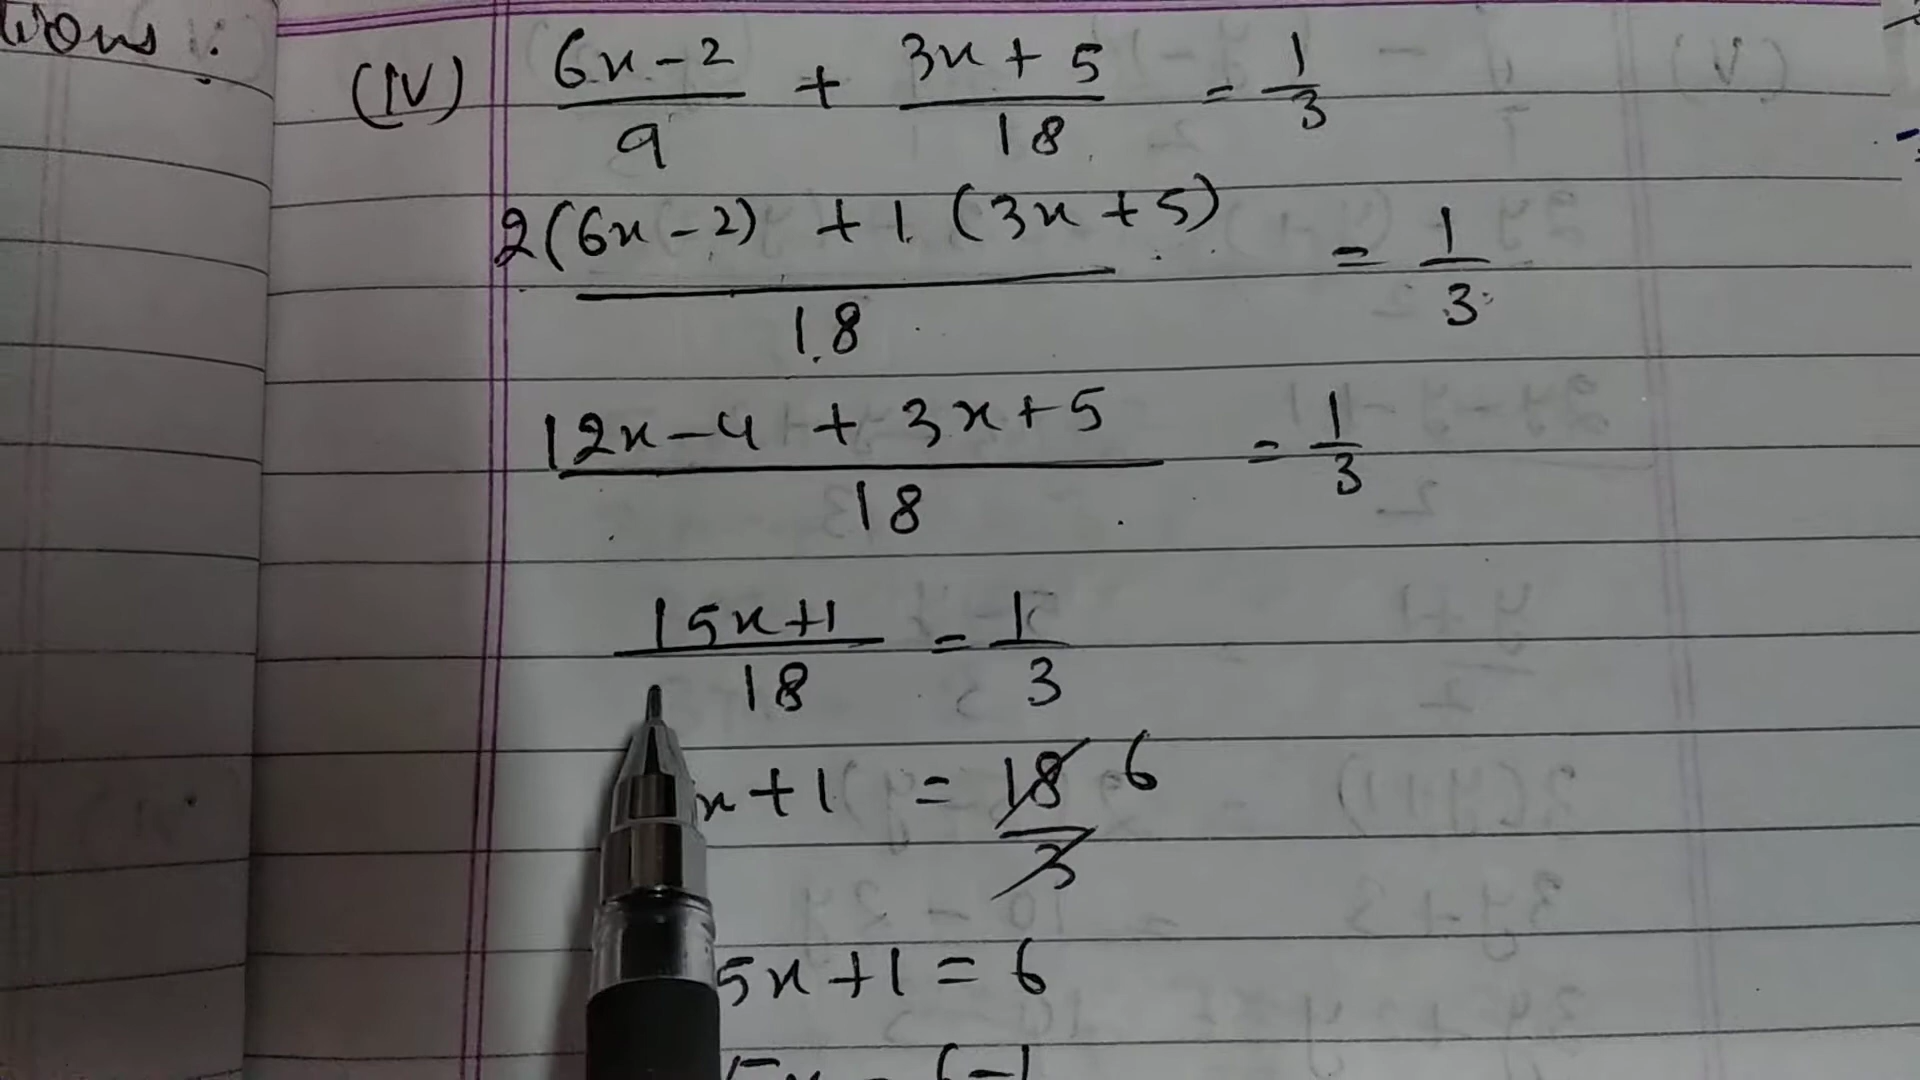 (IV) (6x-2)/9 + (3x+5)/18 = 1/3
(2(6x-2) + 1(3x+5))/18 = 1/3
(12x-4 + 3x+5)/18 = 1/3
(15x+1)/18 = 1/3
x+1 = 18/3 6
5x+1 = 6